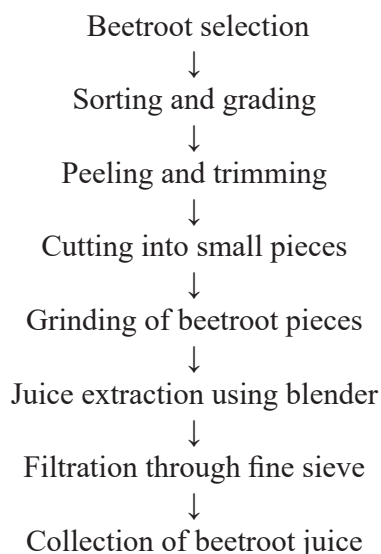 Beetroot selection
↓
Sorting and grading
↓
Peeling and trimming
↓
Cutting into small pieces
↓
Grinding of beetroot pieces
↓
Juice extraction using blender
↓
Filtration through fine sieve
↓
Collection of beetroot juice